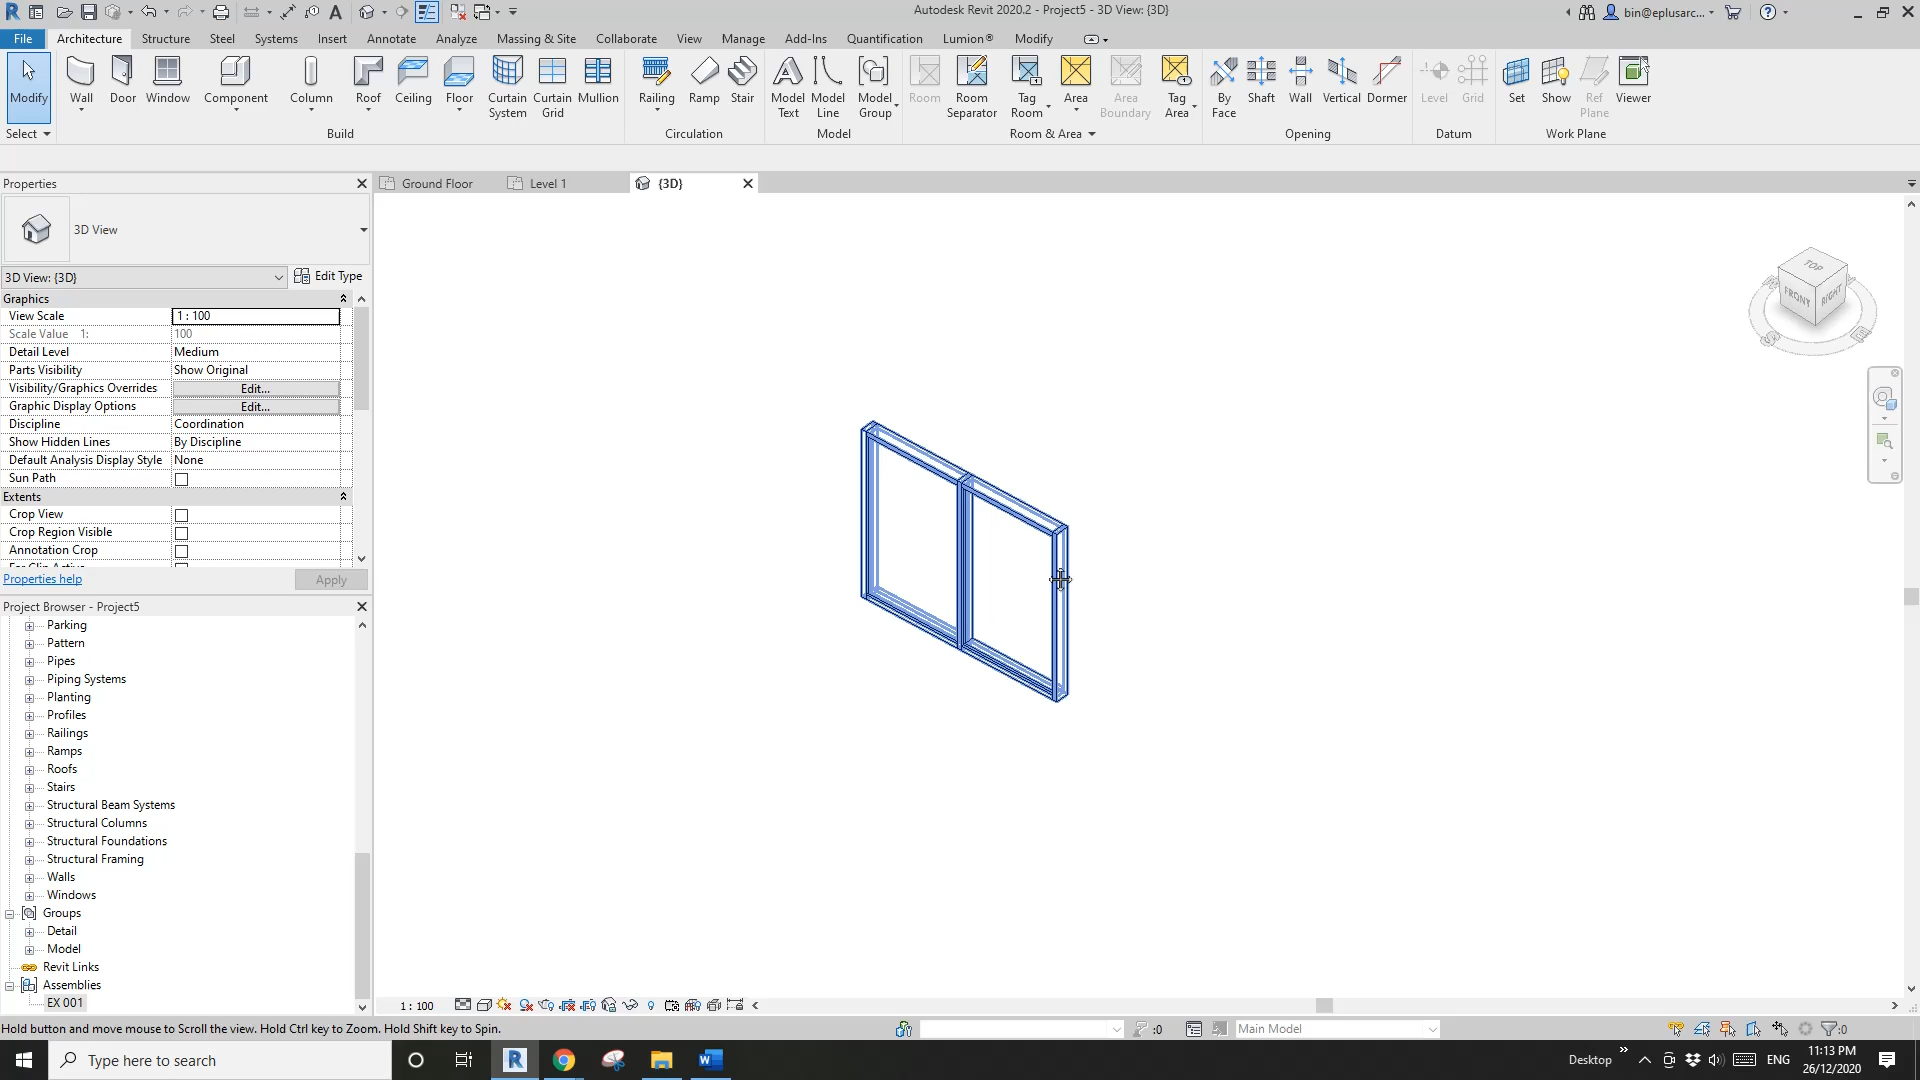 Autodesk Revit 2020.2 - Project5 - 3D View: {3D}
bin@eplusarc...
File Architecture Structure Steel Systems Insert Annotate Analyze Massing & Site Collaborate View Manage Add-Ins Quantification Lumion® Modify
Modify Wall Door Window Component Column Roof Ceiling Floor Curtain System Curtain Grid Mullion Railing Ramp Stair Model Text Model Line Model Group Room Room Separator Tag Room Area Area Boundary Tag Area By Face Shaft Wall Vertical Dormer Level Grid Set Show Ref Plane Viewer
Select Build Circulation Model Room & Area Opening Datum Work Plane
Properties
Ground Floor Level 1 {3D}
3D View
3D View: {3D} Edit Type
Graphics
View Scale 1 : 100
Scale Value 1: 100
Detail Level Medium
Parts Visibility Show Original
Visibility/Graphics Overrides Edit...
Graphic Display Options Edit...
Discipline Coordination
Show Hidden Lines By Discipline
Default Analysis Display Style None
Sun Path
Extents
Crop View
Crop Region Visible
Annotation Crop
Properties help Apply
TOP
FRONT RIGHT
Project Browser - Project5
Parking
Pattern
Pipes
Piping Systems
Planting
Profiles
Railings
Ramps
Roofs
Stairs
Structural Beam Systems
Structural Columns
Structural Foundations
Structural Framing
Walls
Windows
Groups
Detail
Model
Revit Links
Assemblies
EX 001
1 : 100
Hold button and move mouse to Scroll the view. Hold Ctrl key to Zoom. Hold Shift key to Spin.
:0
Main Model
:0
Type here to search
Desktop
ENG
11:13 PM
26/12/2020